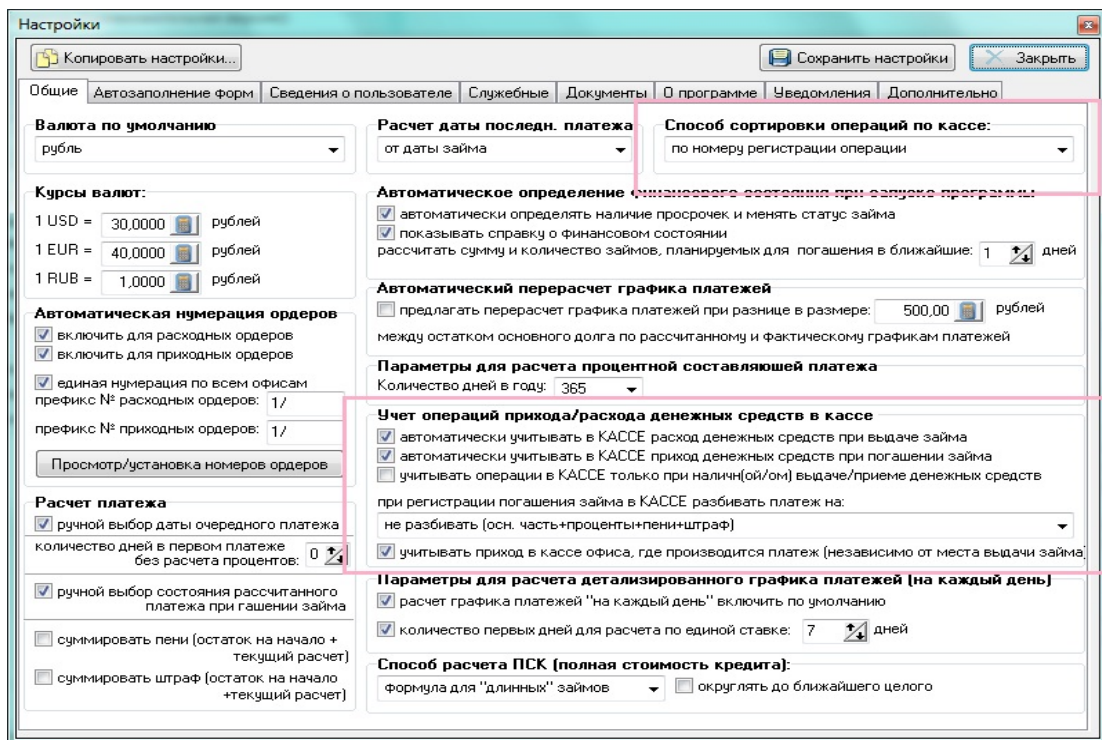 Настройки
Копировать настройки...
Сохранить настройки
Закрыть
Общие
Автозаполнение форм
Сведения о пользователе
Служебные
Документы
О программе
Уведомления
Дополнительно
Валюта по умолчанию
рубль
Расчет даты последн. платежа
от даты займа
Способ сортировки операций по кассе:
по номеру регистрации операции
Курсы валют:
1 USD = 30,0000 рублей
1 EUR = 40,0000 рублей
1 RUB = 1,0000 рублей
Автоматическая нумерация ордеров
включить для расходных ордеров
включить для приходных ордеров
единая нумерация по всем офисам
префикс № расходных ордеров: 1/
префикс № приходных ордеров: 1/
Просмотр/установка номеров ордеров
Расчет платежа
ручной выбор даты очередного платежа
количество дней в первом платеже
без расчета процентов: 0
ручной выбор состояния рассчитанного
платежа при гашении займа
суммировать пени (остаток на начало +
текущий расчет)
суммировать штраф (остаток на начало
+текущий расчет)
Автоматическое определение финансового состояния при запуске программы
автоматически определять наличие просрочек и менять статус займа
показывать справку о финансовом состоянии
рассчитать сумму и количество займов, планируемых для погашения в ближайшие: 1 дней
Автоматический перерасчет графика платежей
предлагать перерасчет графика платежей при разнице в размере: 500,00 рублей
между остатком основного долга по рассчитанному и фактическому графикам платежей
Параметры для расчета процентной составляющей платежа
Количество дней в году: 365
Учет операций прихода/расхода денежных средств в кассе
автоматически учитывать в КАССЕ расход денежных средств при выдаче займа
автоматически учитывать в КАССЕ приход денежных средств при погашении займа
учитывать операции в КАССЕ только при наличн(ой/ом) выдаче/приеме денежных средств
при регистрации погашения займа в КАССЕ разбивать платеж на:
не разбивать (осн. часть+проценты+пени+штраф)
учитывать приход в кассе офиса, где производится платеж (независимо от места выдачи займа)
Параметры для расчета детализированного графика платежей (на каждый день)
расчет графика платежей "на каждый день" включить по умолчанию
количество первых дней для расчета по единой ставке: 7 дней
Способ расчета ПСК (полная стоимость кредита):
формула для "длинных" займов
округлять до ближайшего целого